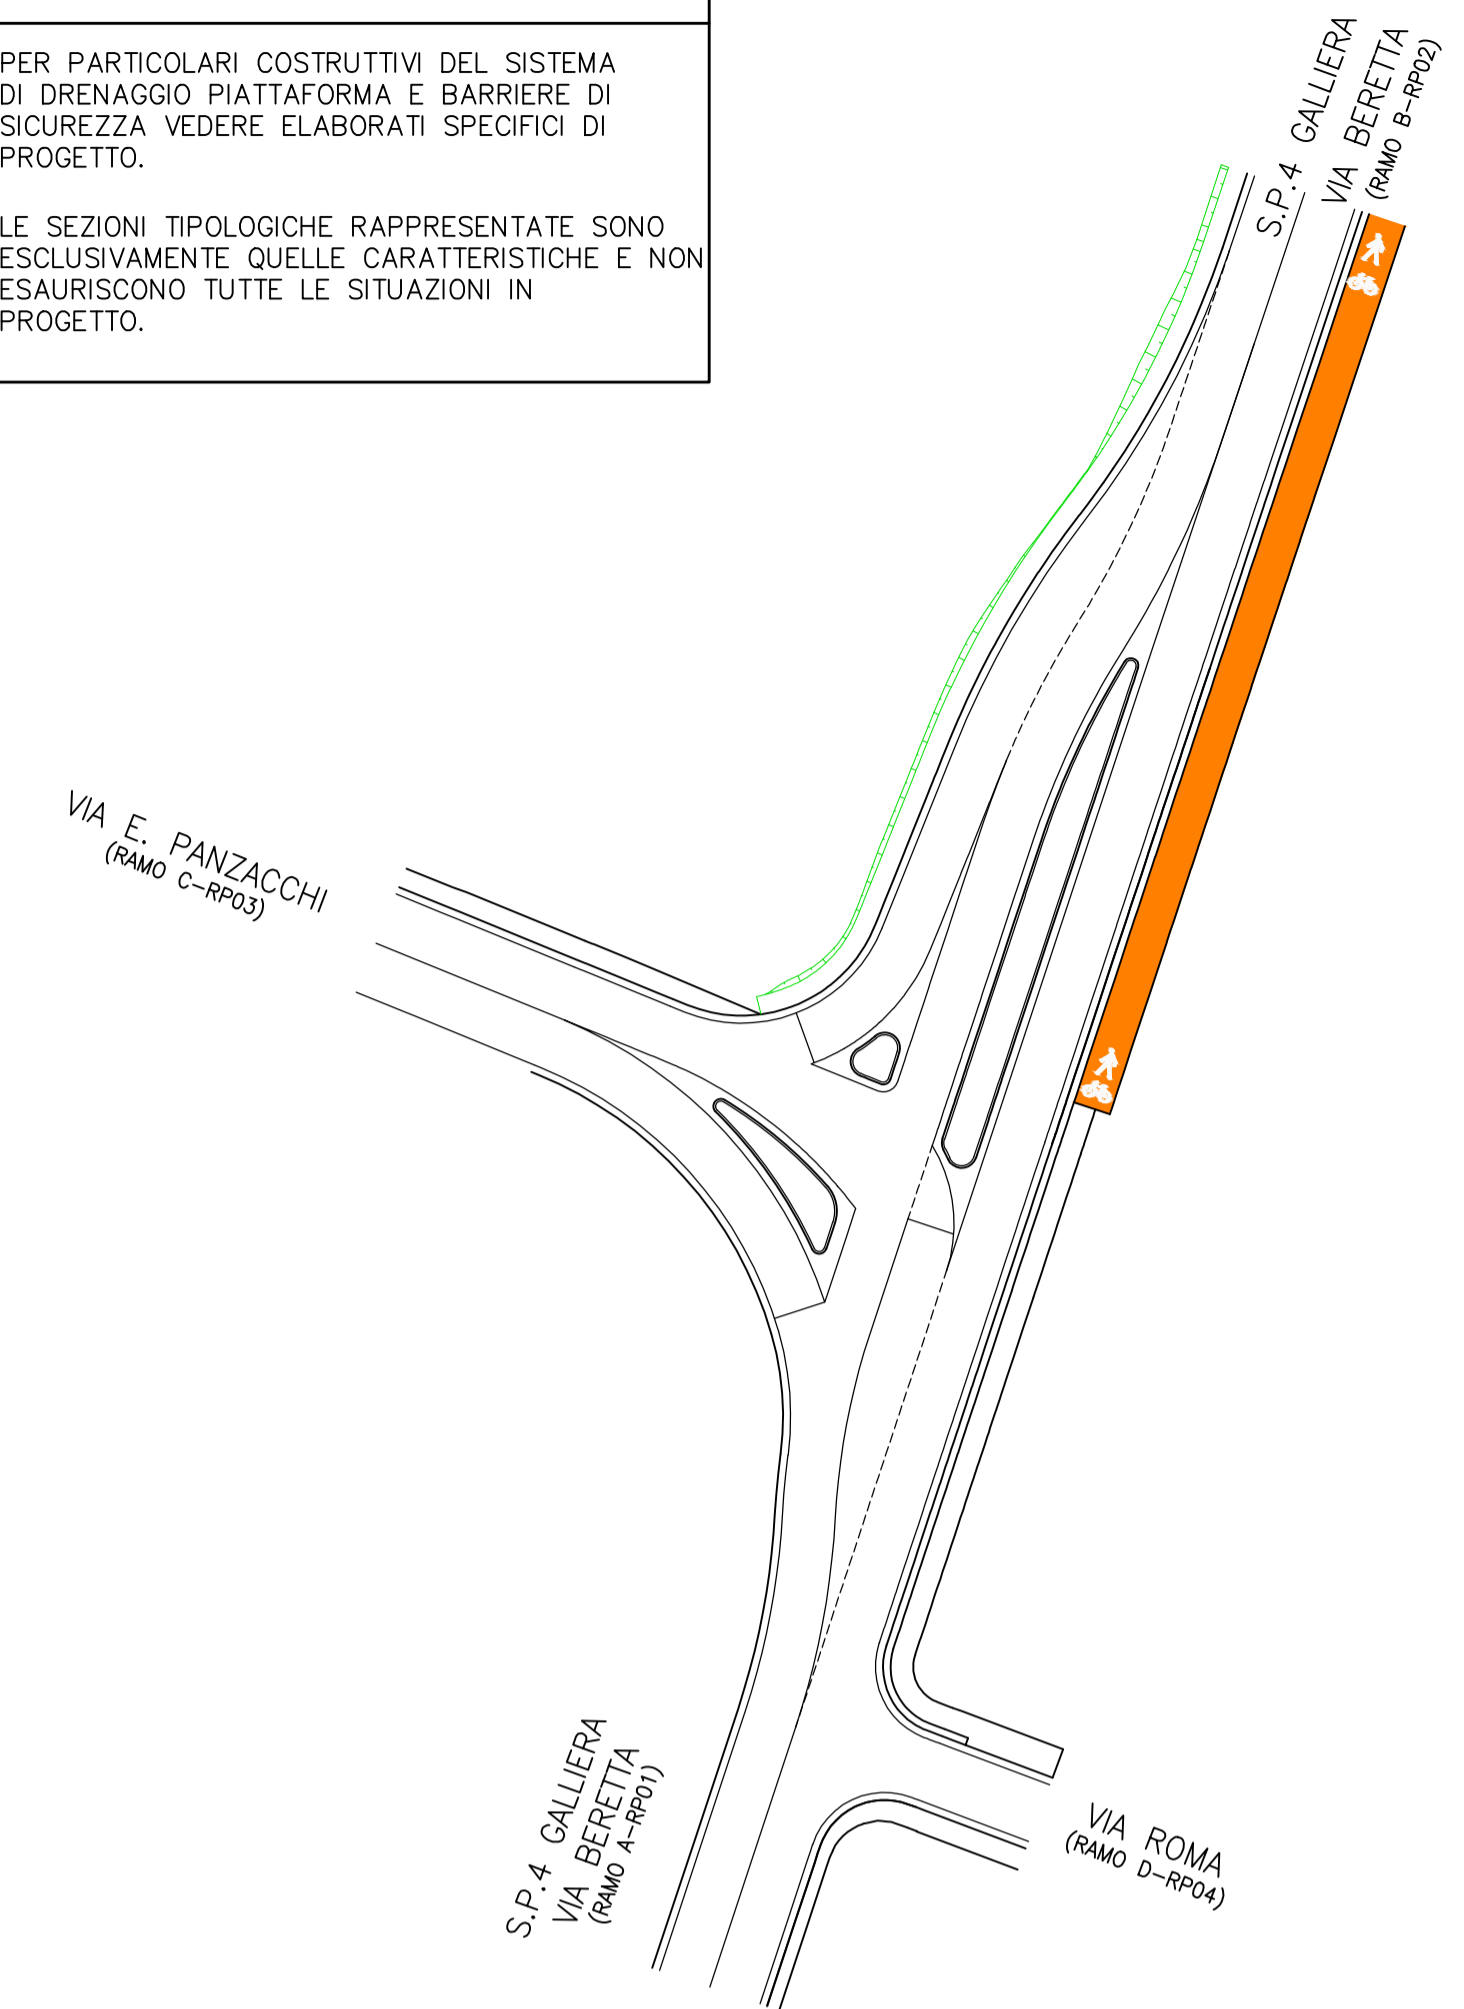 PER PARTICOLARI COSTRUTTIVI DEL SISTEMA
DI DRENAGGIO PIATTAFORMA E BARRIERE DI
SICUREZZA VEDERE ELABORATI SPECIFICI DI
PROGETTO.
LE SEZIONI TIPOLOGICHE RAPPRESENTATE SONO
ESCLUSIVAMENTE QUELLE CARATTERISTICHE E NON
ESAURISCONO TUTTE LE SITUAZIONI IN
PROGETTO.
S.P.4 GALLIERA
VIA BERETTA
(RAMO B-RP02)
VIA E. PANZACCHI
(RAMO C-RP03)
S.P.4 GALLIERA
VIA BERETTA
(RAMO A-RP01)
VIA ROMA
(RAMO D-RP04)